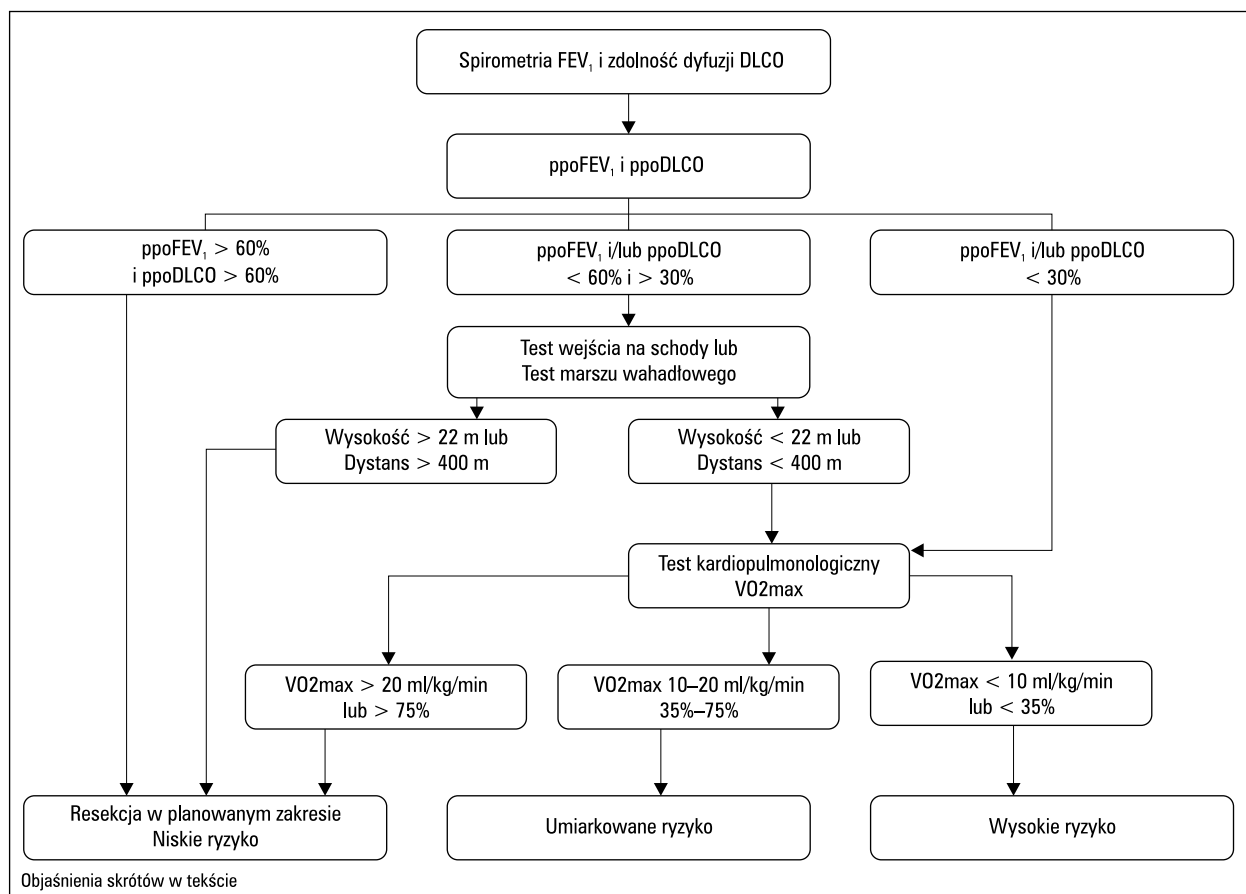 Spirometria FEV₁ i zdolność dyfuzji DLCO
ppoFEV₁ i ppoDLCO
ppoFEV₁ > 60%
i ppoDLCO > 60%
ppoFEV₁ i/lub ppoDLCO
< 60% i > 30%
ppoFEV₁ i/lub ppoDLCO
< 30%
Test wejścia na schody lub
Test marszu wahadłowego
Wysokość > 22 m lub
Dystans > 400 m
Wysokość < 22 m lub
Dystans < 400 m
Test kardiopulmonologiczny
VO2max
VO2max > 20 ml/kg/min
lub > 75%
VO2max 10–20 ml/kg/min
35%–75%
VO2max < 10 ml/kg/min
lub < 35%
Resekcja w planowanym zakresie
Niskie ryzyko
Umiarkowane ryzyko
Wysokie ryzyko
Objaśnienia skrótów w tekście